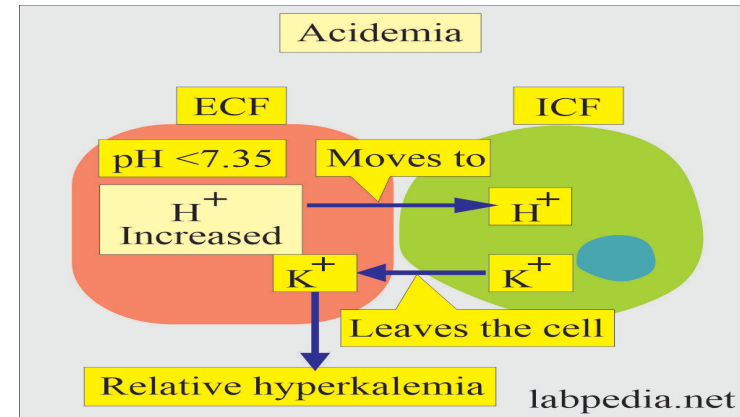 Acidemia
ECF
ICF
pH <7.35
Moves to
H+
Increased
H+
K+
K+
Leaves the cell
Relative hyperkalemia
labpedia.net